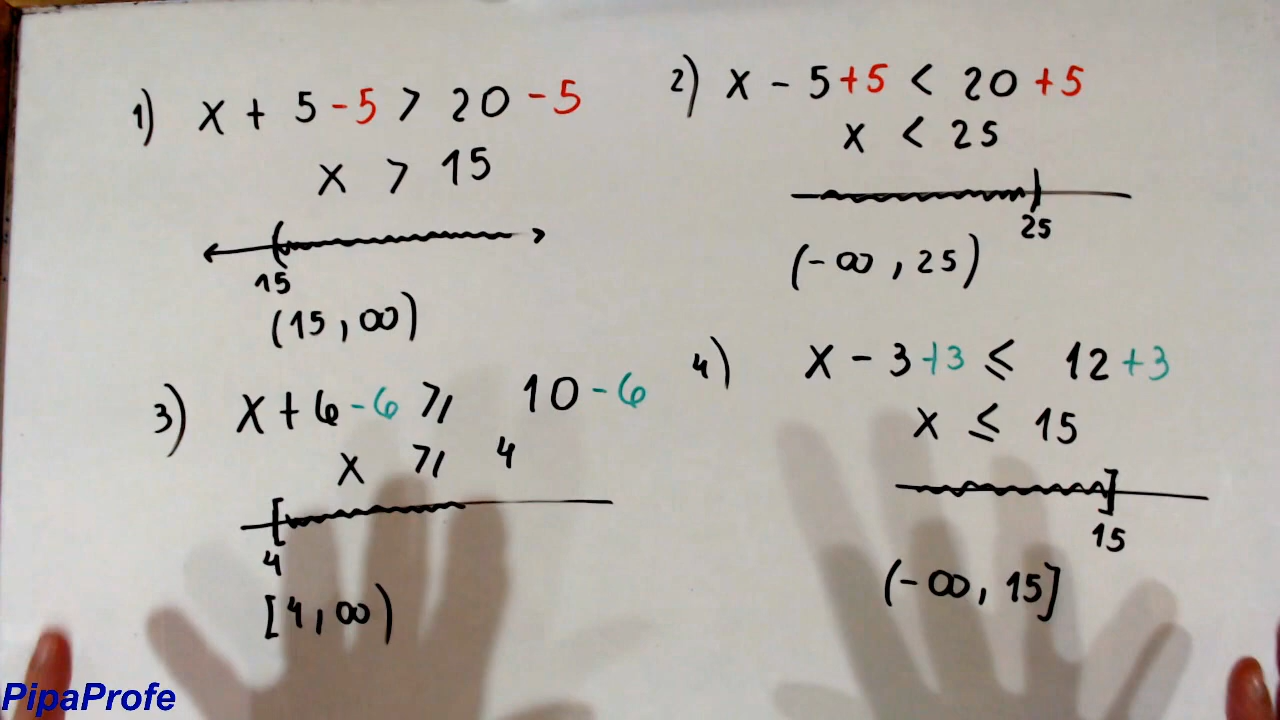 1) x + 5 - 5 > 20 - 5
x > 15
15
(15, ∞)
2) x - 5 + 5 < 20 + 5
x < 25
25
(-∞, 25)
3) x + 6 - 6 ≥ 10 - 6
x ≥ 4
4
[4, ∞)
4) x - 3 + 3 ≤ 12 + 3
x ≤ 15
15
(-∞, 15]
PipaProfe